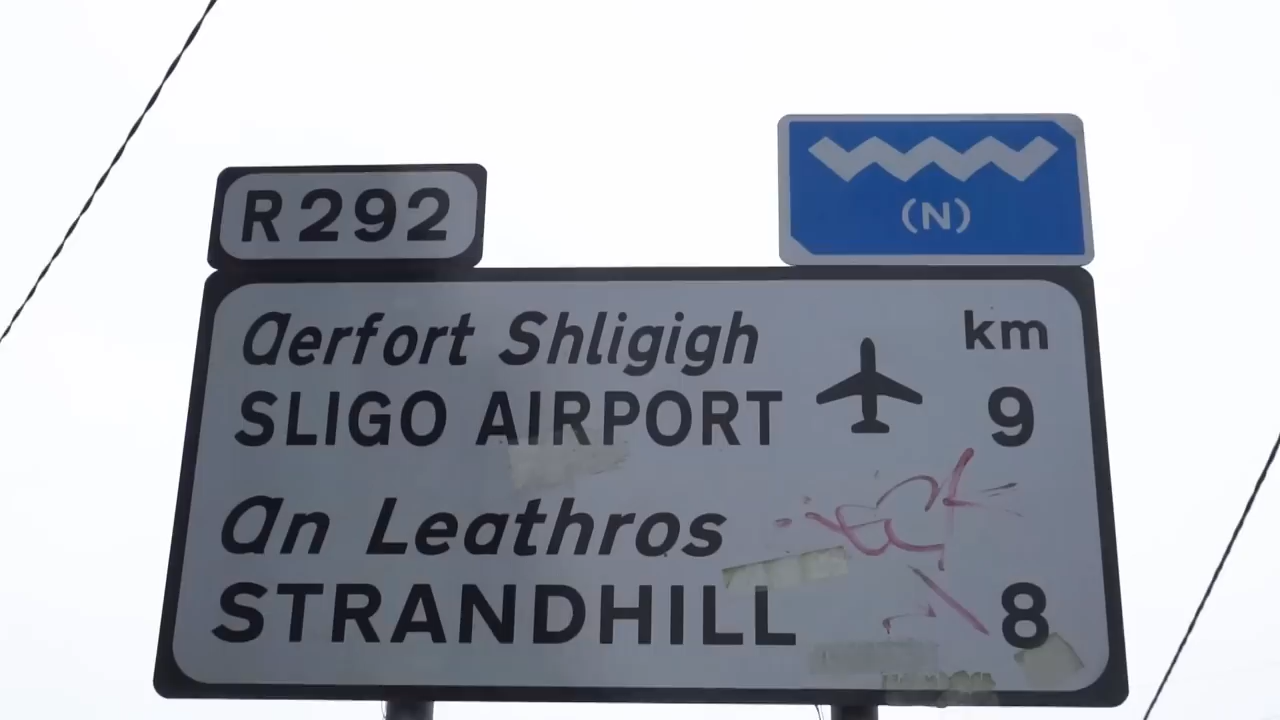 R292
(N)
km
Aerfort Shligigh
SLIGO AIRPORT 9
An Leathros
STRANDHILL 8